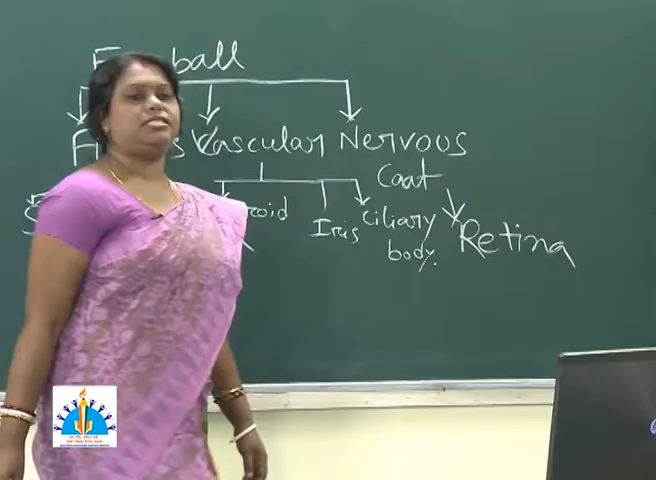 ball
Vascular Nervous
Coat
Iris Ciliary Retina
body